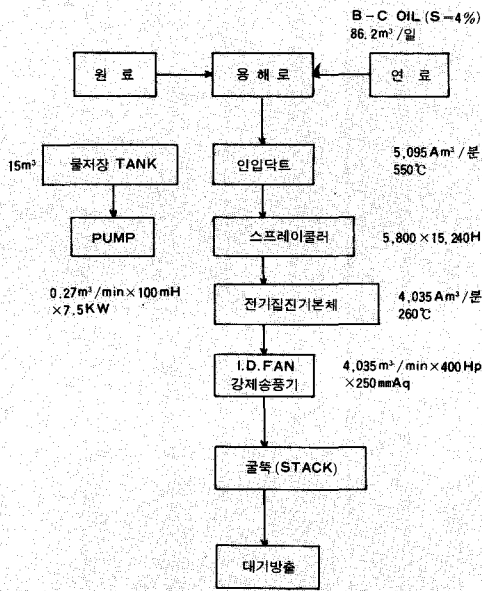 B-C OIL (S=4%)
86.2m³/일
원료
용해로
연료
15m³
물저장 TANK
인입닥트
5,095Am³/분
550℃
PUMP
스프레이쿨러
5,800×15,240H
0.27m³/min×100mH
×7.5KW
전기집진기본체
4,035Am³/분
260℃
I.D.FAN
강제송풍기
4,035m³/min×400Hp
×250mmAq
굴뚝(STACK)
대기방출